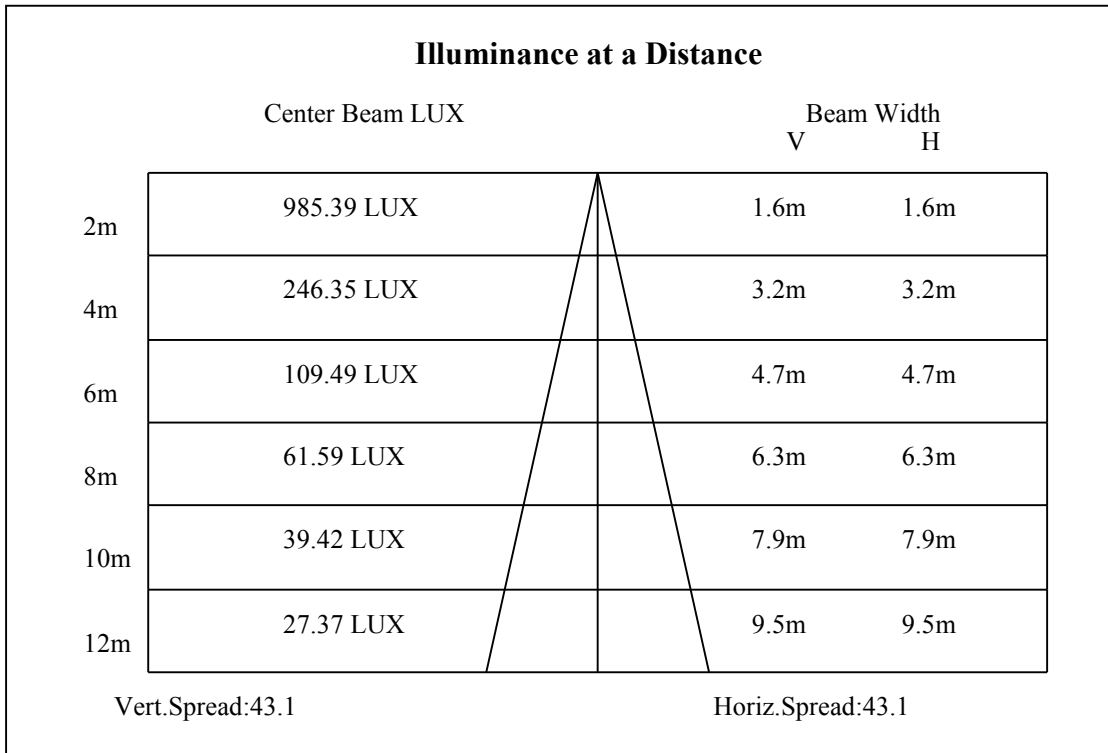 Illuminance at a Distance
Center Beam LUX Beam Width
V H
2m 985.39 LUX 1.6m 1.6m
4m 246.35 LUX 3.2m 3.2m
6m 109.49 LUX 4.7m 4.7m
8m 61.59 LUX 6.3m 6.3m
10m 39.42 LUX 7.9m 7.9m
12m 27.37 LUX 9.5m 9.5m
Vert.Spread:43.1 Horiz.Spread:43.1